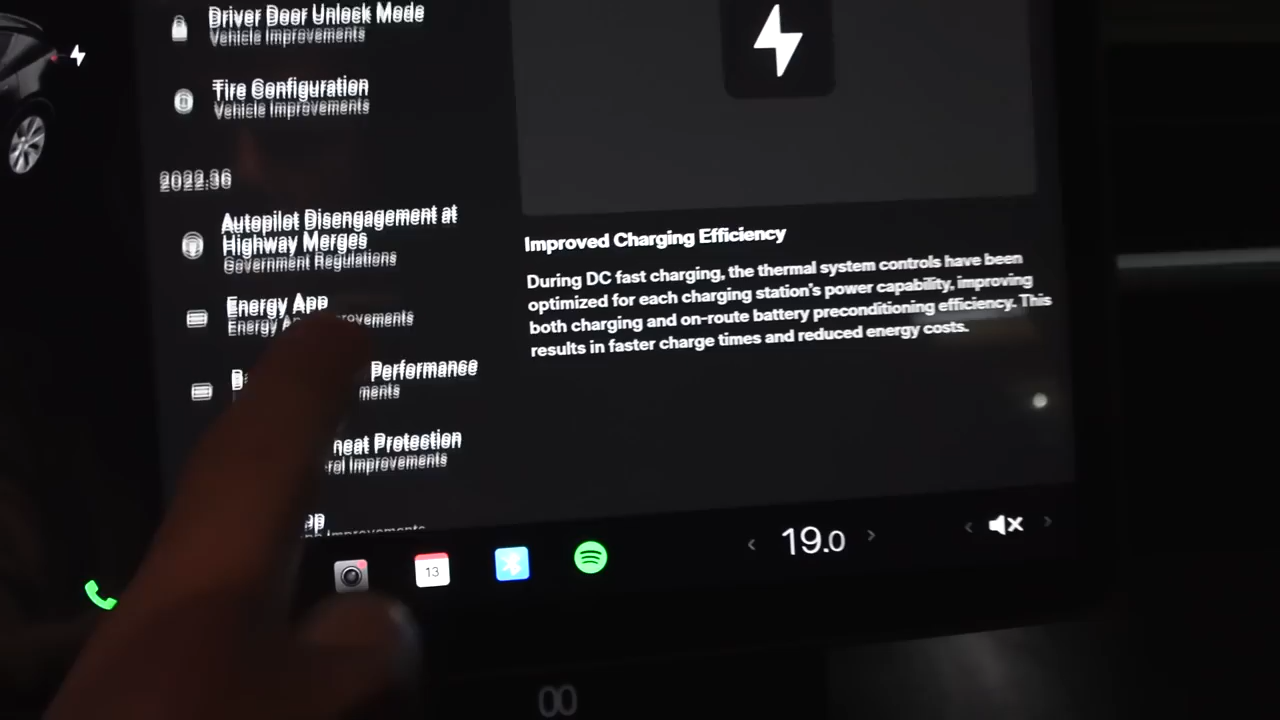 Driver Door Unlock Mode
Vehicle Improvements
Tire Configuration
Vehicle Improvements
2022.36
Autopilot Disengagement at
Highway Merges
Government Regulations
Energy App
Energy
Performance
Protection
Improvements
Improved Charging Efficiency
During DC fast charging, the thermal system controls have been
optimized for each charging station's power capability, improving
both charging and on-route battery preconditioning efficiency. This
results in faster charge times and reduced energy costs.
13
19.0